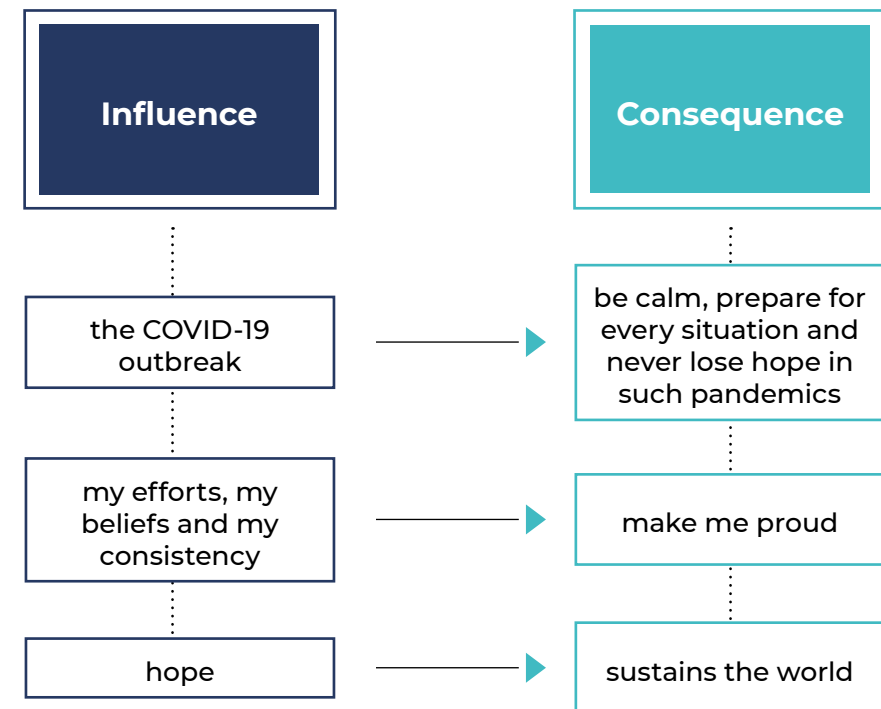 Influence
Consequence
the COVID-19
outbreak
be calm, prepare for
every situation and
never lose hope in
such pandemics
my efforts, my
beliefs and my
consistency
make me proud
hope
sustains the world